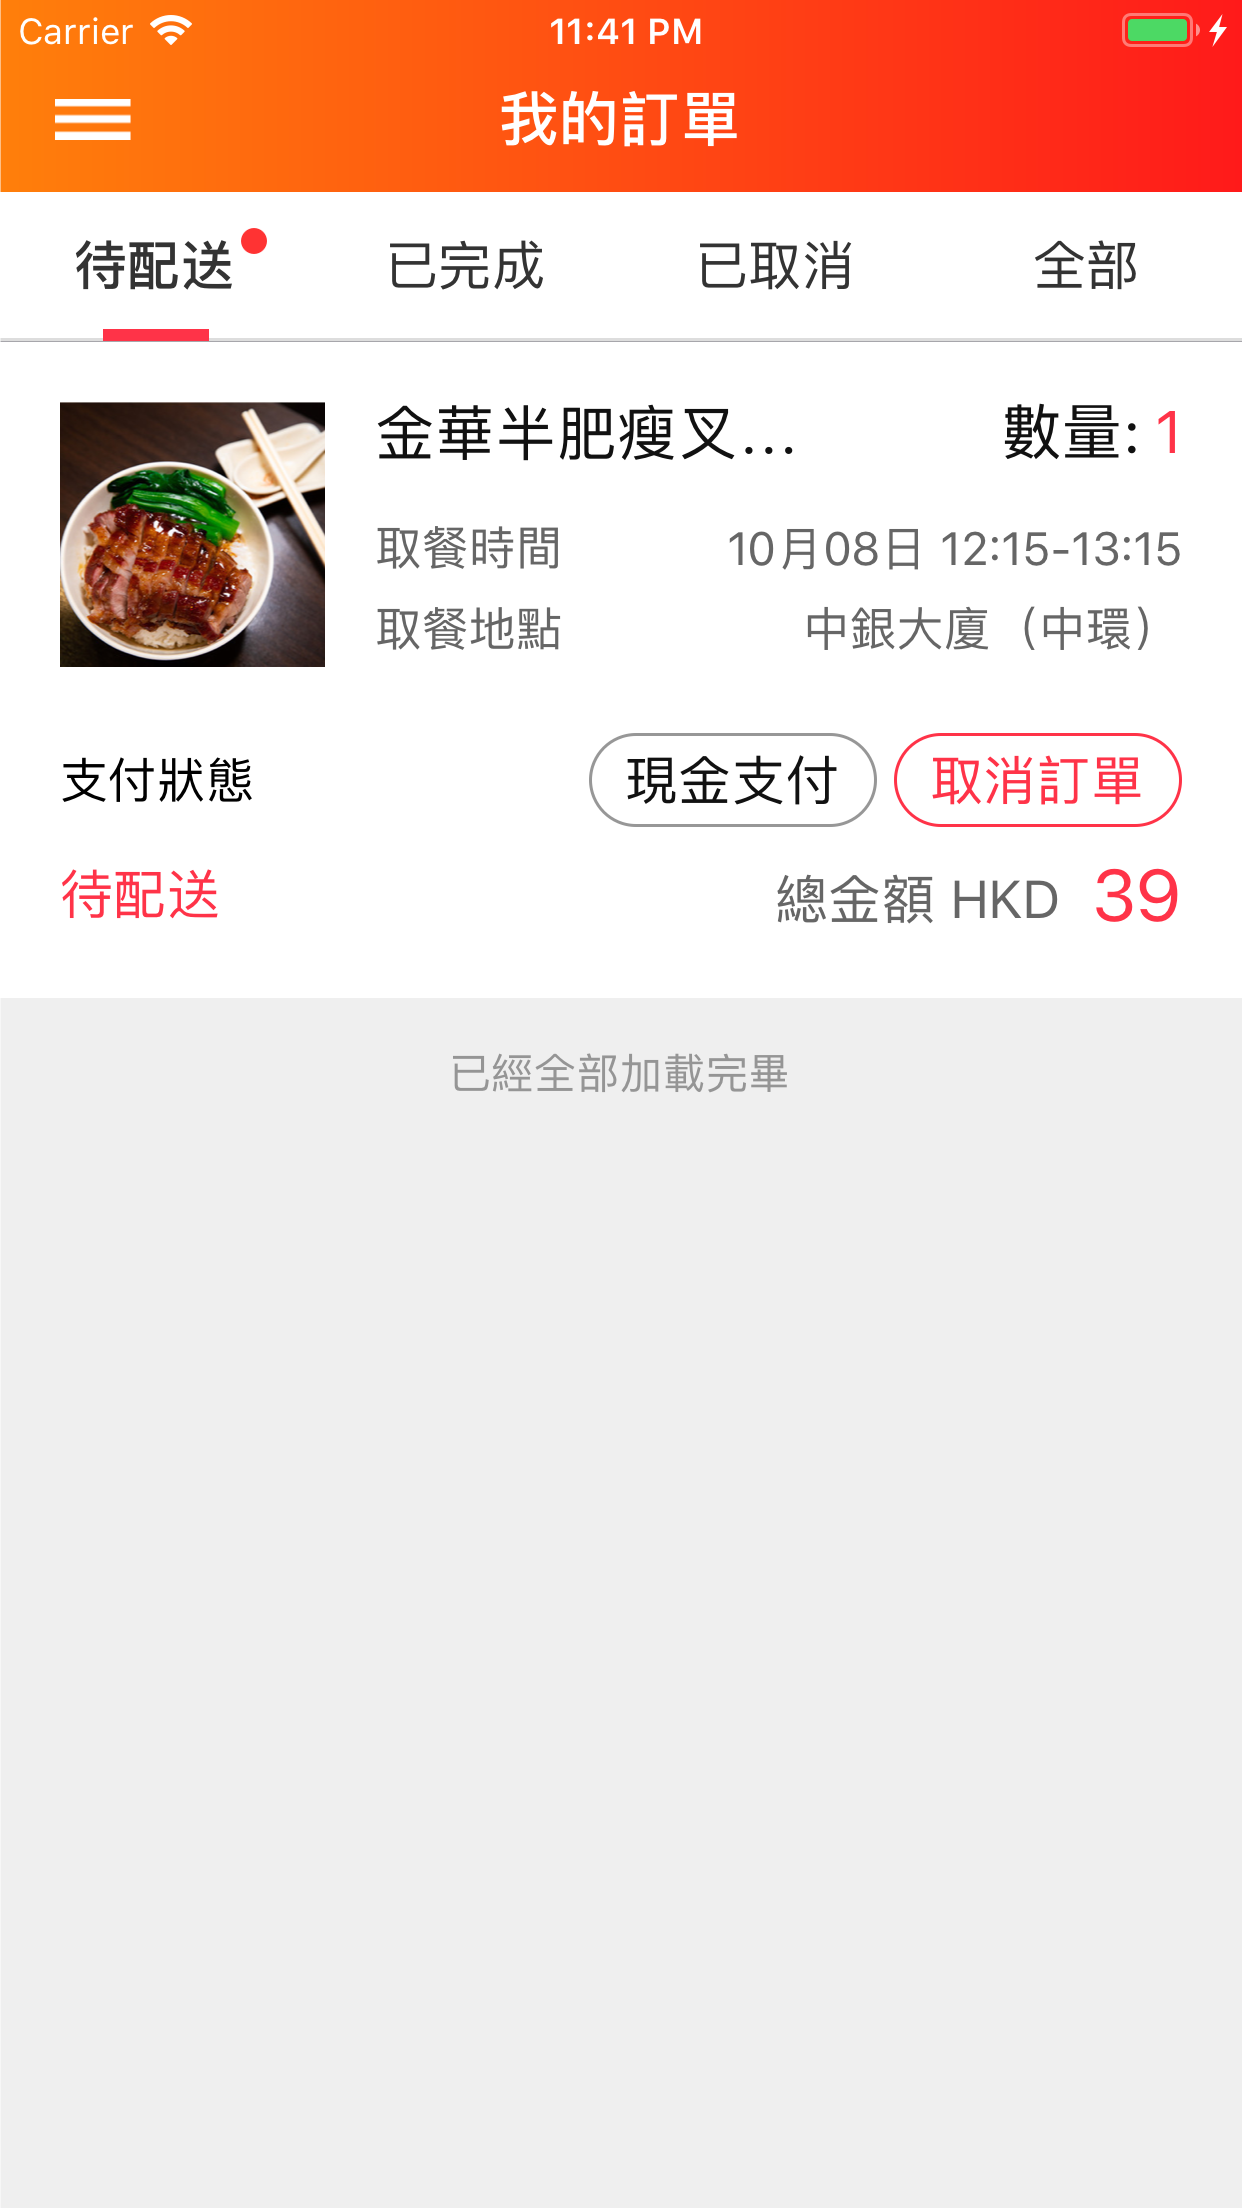 Carrier 11:41 PM
我的訂單
待配送 已完成 已取消 全部
金華半肥瘦叉... 數量: 1
取餐時間 10月08日 12:15-13:15
取餐地點 中銀大廈（中環）
支付狀態 現金支付 取消訂單
待配送 總金額 HKD 39
已經全部加載完畢